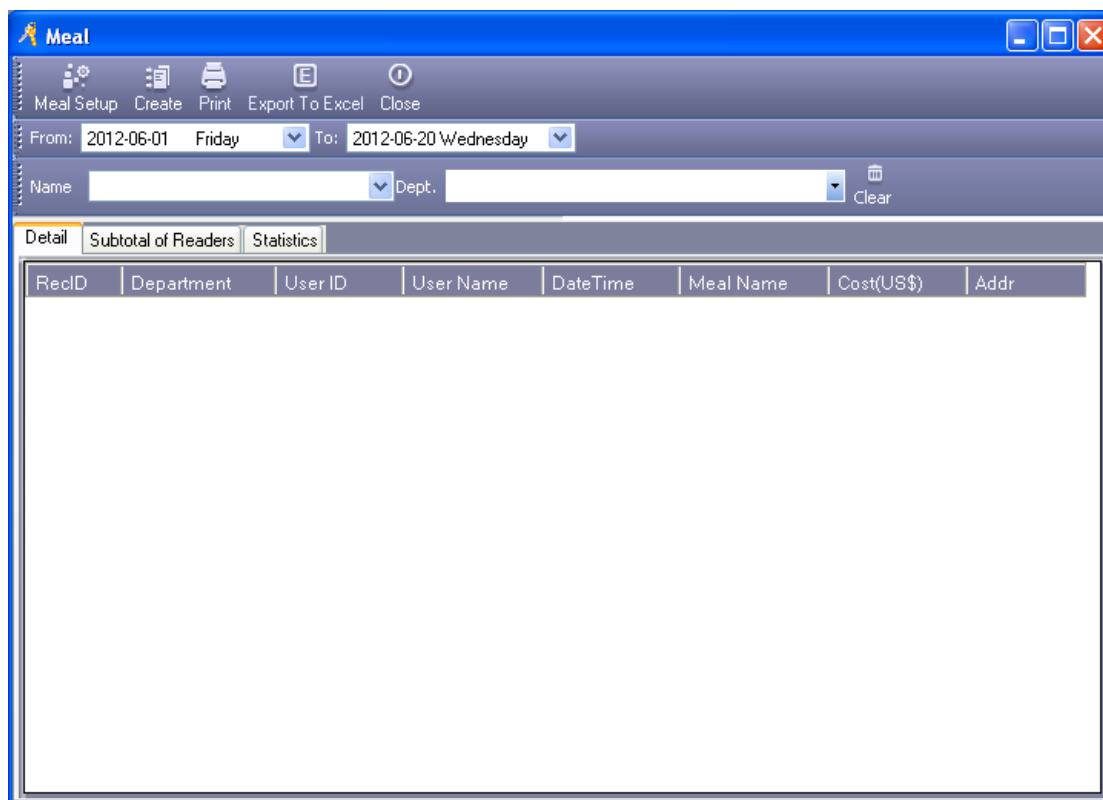 Meal
Meal Setup Create Print Export To Excel Close
From: 2012-06-01 Friday To: 2012-06-20 Wednesday
Name Dept. Clear
Detail Subtotal of Readers Statistics
RecID Department User ID User Name DateTime Meal Name Cost(US$) Addr